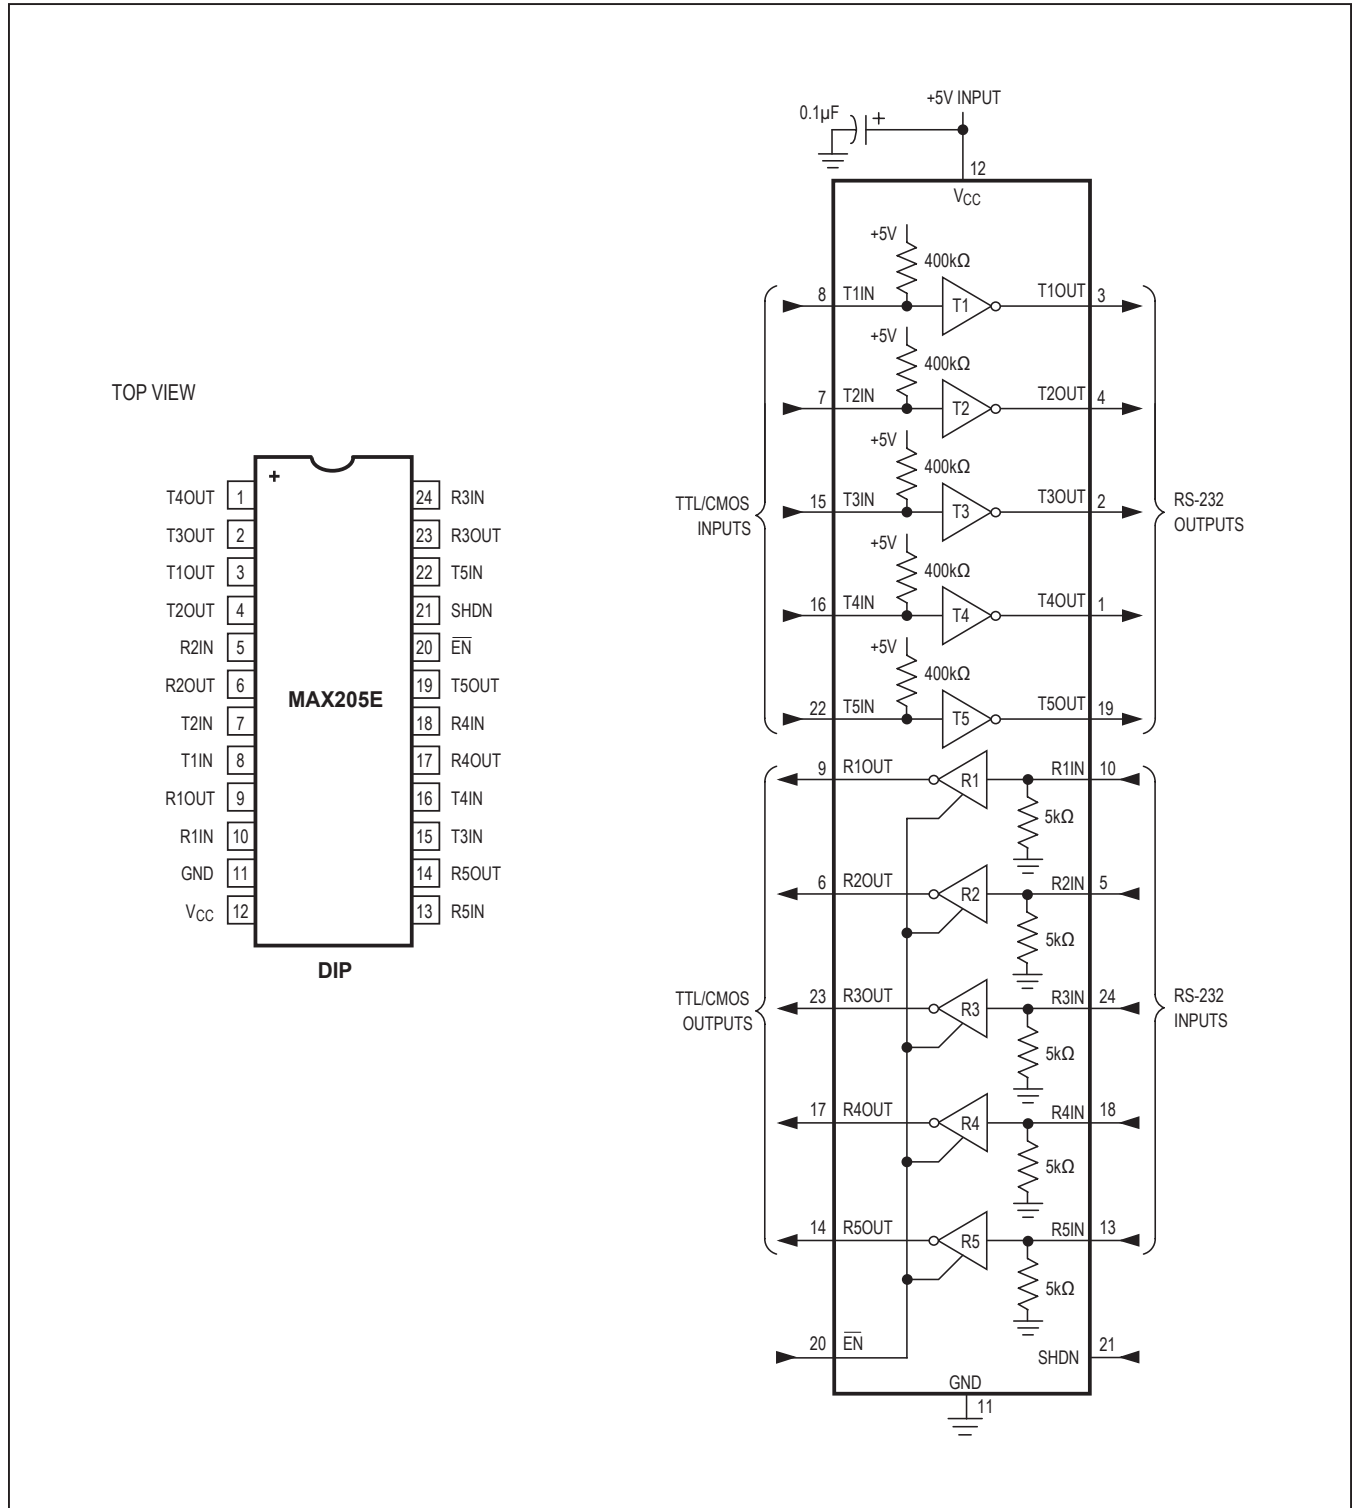 TOP VIEW
+
T4OUT 1 24 R3IN
T3OUT 2 23 R3OUT
T1OUT 3 22 T5IN
T2OUT 4 21 SHDN
R2IN 5 20 E̅N̅
R2OUT 6 19 T5OUT
MAX205E
T2IN 7 18 R4IN
T1IN 8 17 R4OUT
R1OUT 9 16 T4IN
R1IN 10 15 T3IN
GND 11 14 R5OUT
VCC 12 13 R5IN
DIP
+5V INPUT
0.1µF +
12
VCC
+5V
400kΩ
8 T1IN T1 T1OUT 3
+5V
400kΩ
7 T2IN T2 T2OUT 4
+5V
400kΩ
15 T3IN T3 T3OUT 2
TTL/CMOS
INPUTS
RS-232
OUTPUTS
+5V
400kΩ
16 T4IN T4 T4OUT 1
+5V
400kΩ
22 T5IN T5 T5OUT 19
9 R1OUT R1 R1IN 10
5kΩ
6 R2OUT R2 R2IN 5
5kΩ
23 R3OUT R3 R3IN 24
TTL/CMOS
OUTPUTS
RS-232
INPUTS
5kΩ
17 R4OUT R4 R4IN 18
5kΩ
14 R5OUT R5 R5IN 13
5kΩ
20 E̅N̅ SHDN 21
GND
11